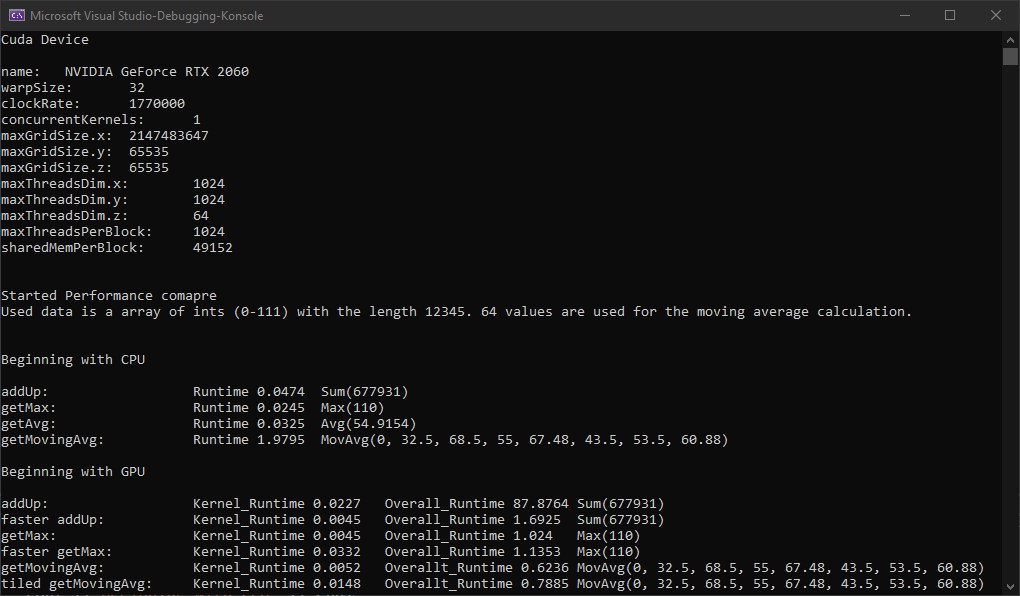 Microsoft Visual Studio-Debugging-Konsole
Cuda Device
name: NVIDIA GeForce RTX 2060
warpSize: 32
clockRate: 1770000
concurrentKernels: 1
maxGridSize.x: 2147483647
maxGridSize.y: 65535
maxGridSize.z: 65535
maxThreadsDim.x: 1024
maxThreadsDim.y: 1024
maxThreadsDim.z: 64
maxThreadsPerBlock: 1024
sharedMemPerBlock: 49152
Started Performance comapre
Used data is a array of ints (0-111) with the length 12345. 64 values are used for the moving average calculation.
Beginning with CPU
addUp: Runtime 0.0474 Sum(677931)
getMax: Runtime 0.0245 Max(110)
getAvg: Runtime 0.0325 Avg(54.9154)
getMovingAvg: Runtime 1.9795 MovAvg(0, 32.5, 68.5, 55, 67.48, 43.5, 53.5, 60.88)
Beginning with GPU
addUp: Kernel_Runtime 0.0227 Overall_Runtime 87.8764 Sum(677931)
faster addUp: Kernel_Runtime 0.0045 Overall_Runtime 1.6925 Sum(677931)
getMax: Kernel_Runtime 0.0045 Overall_Runtime 1.024 Max(110)
faster getMax: Kernel_Runtime 0.0332 Overall_Runtime 1.1353 Max(110)
getMovingAvg: Kernel_Runtime 0.0052 Overallt_Runtime 0.6236 MovAvg(0, 32.5, 68.5, 55, 67.48, 43.5, 53.5, 60.88)
tiled getMovingAvg: Kernel_Runtime 0.0148 Overallt_Runtime 0.7885 MovAvg(0, 32.5, 68.5, 55, 67.48, 43.5, 53.5, 60.88)